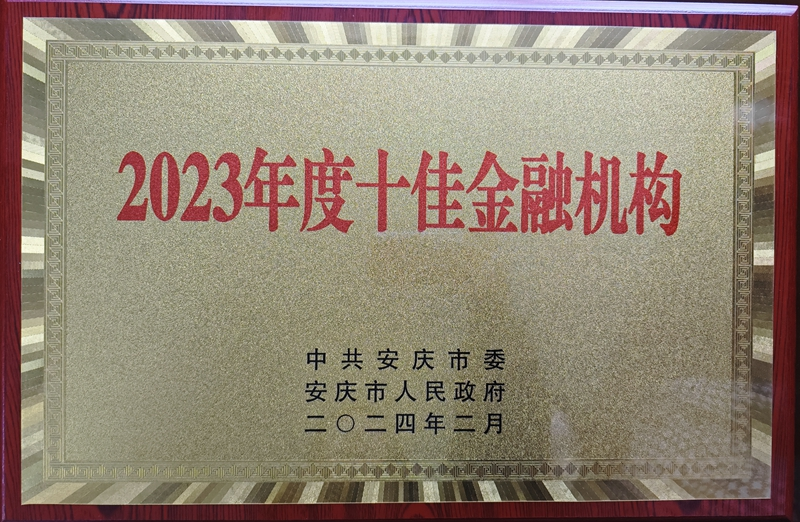 2023年度十佳金融机构
中共安庆市委
安庆市人民政府
二〇二四年二月